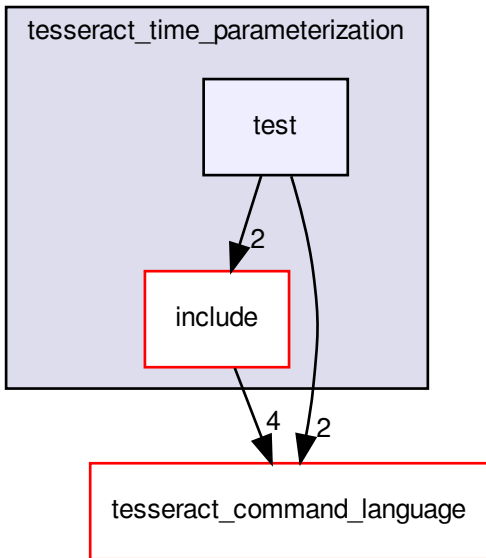 tesseract_time_parameterization
test
2
include
4
2
tesseract_command_language